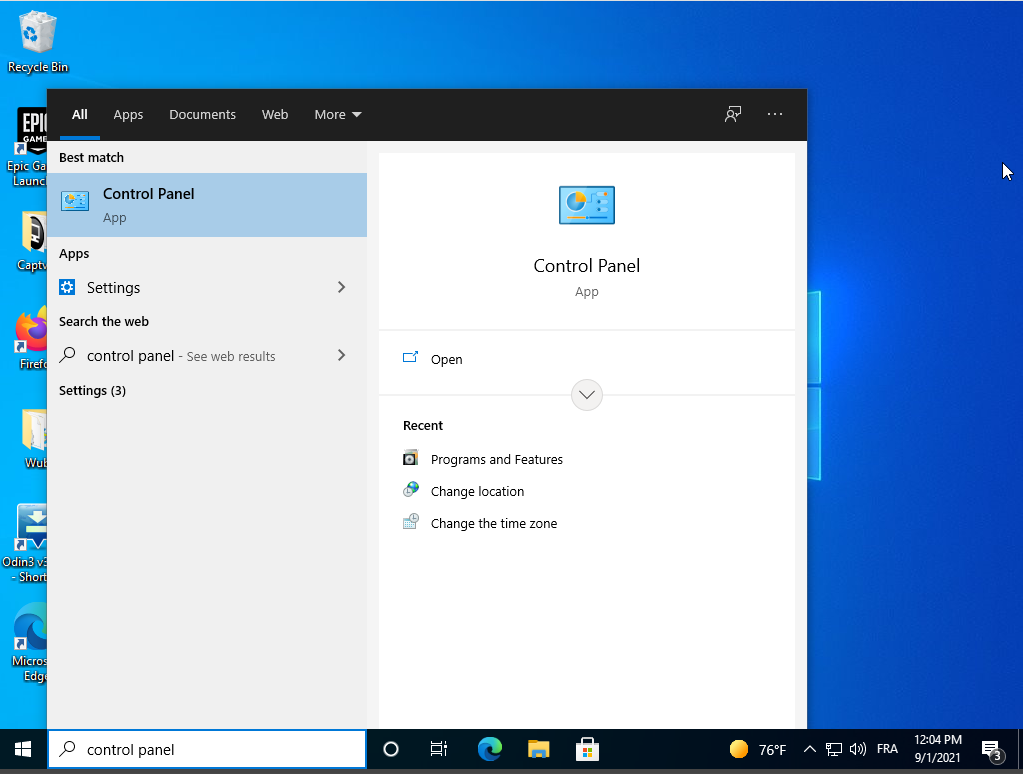 Recycle Bin
EPIC
GAMES
Epic Ga
Launc
Captv
Firefo
Wub
Odin3 v3
- Short
Micros
Edge
All Apps Documents Web More
Best match
Control Panel
App
Apps
Settings
Search the web
control panel - See web results
Settings (3)
Control Panel
App
Open
Recent
Programs and Features
Change location
Change the time zone
control panel
76°F
FRA
12:04 PM
9/1/2021
3